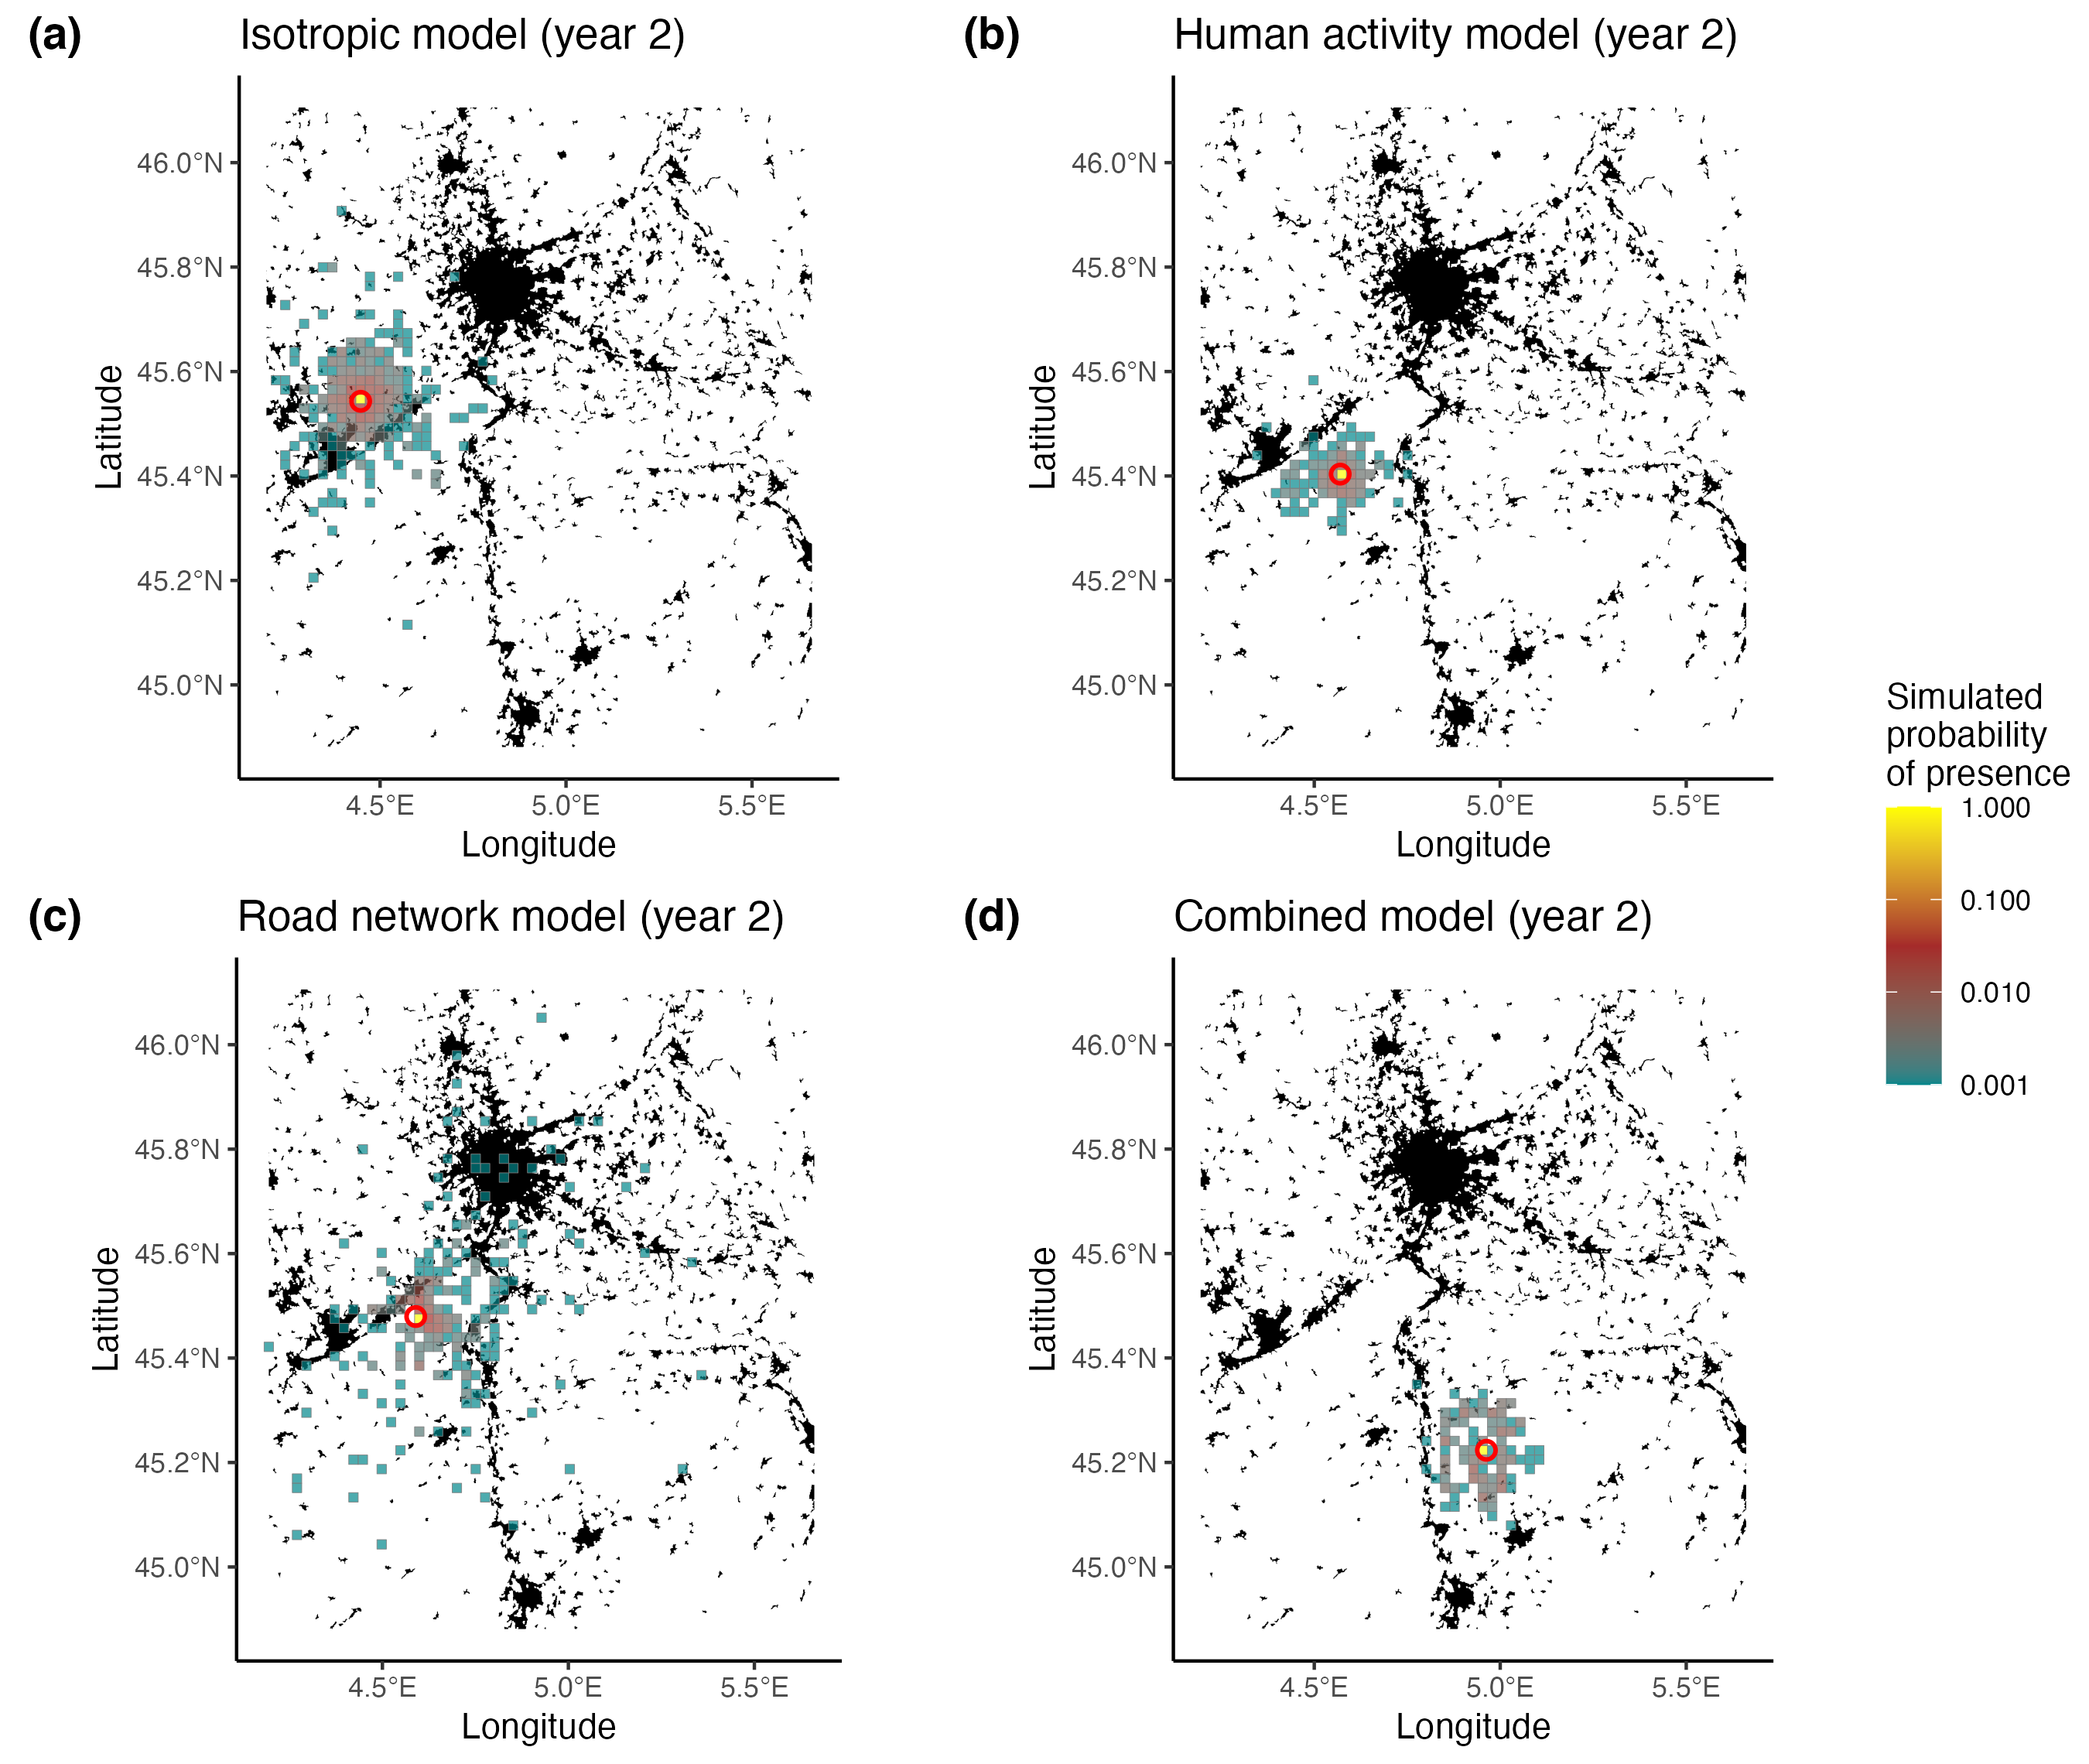 (a) Isotropic model (year 2)
Latitude
46.0°N
45.8°N
45.6°N
45.4°N
45.2°N
45.0°N
4.5°E 5.0°E 5.5°E
Longitude
(b) Human activity model (year 2)
Latitude
46.0°N
45.8°N
45.6°N
45.4°N
45.2°N
45.0°N
4.5°E 5.0°E 5.5°E
Longitude
(c) Road network model (year 2)
Latitude
46.0°N
45.8°N
45.6°N
45.4°N
45.2°N
45.0°N
4.5°E 5.0°E 5.5°E
Longitude
(d) Combined model (year 2)
Latitude
46.0°N
45.8°N
45.6°N
45.4°N
45.2°N
45.0°N
4.5°E 5.0°E 5.5°E
Longitude
Simulated
probability
of presence
1.000
0.100
0.010
0.001